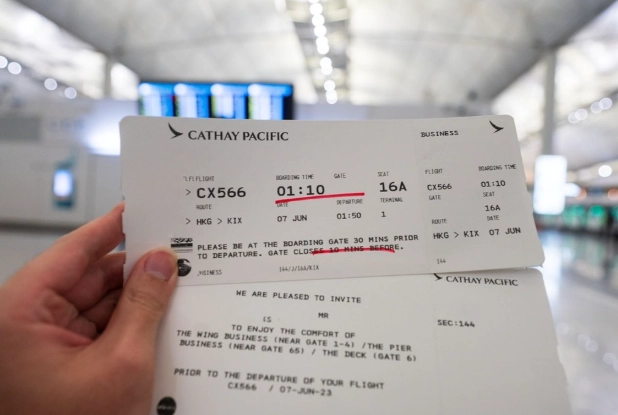 CATHAY PACIFIC
BUSINESS
FLIGHT BOARDING TIME GATE SEAT
CX566 01:10 16A
ROUTE DATE DEPARTURE TERMINAL
HKG > KIX 07 JUN 01:50 1
PLEASE BE AT THE BOARDING GATE 30 MINS PRIOR
TO DEPARTURE. GATE CLOSES 10 MINS BEFORE.
BUSINESS 144/J/16A/KIX
FLIGHT BOARDING TIME
CX566 01:10
GATE SEAT
16A
ROUTE DATE
HKG > KIX 07 JUN
144
CATHAY PACIFIC
WE ARE PLEASED TO INVITE
MR
TO ENJOY THE COMFORT OF
THE WING BUSINESS (NEAR GATE 1-4) /THE PIER
BUSINESS (NEAR GATE 65) / THE DECK (GATE 6)
PRIOR TO THE DEPARTURE OF YOUR FLIGHT
CX566 / 07-JUN-23
SEC:144